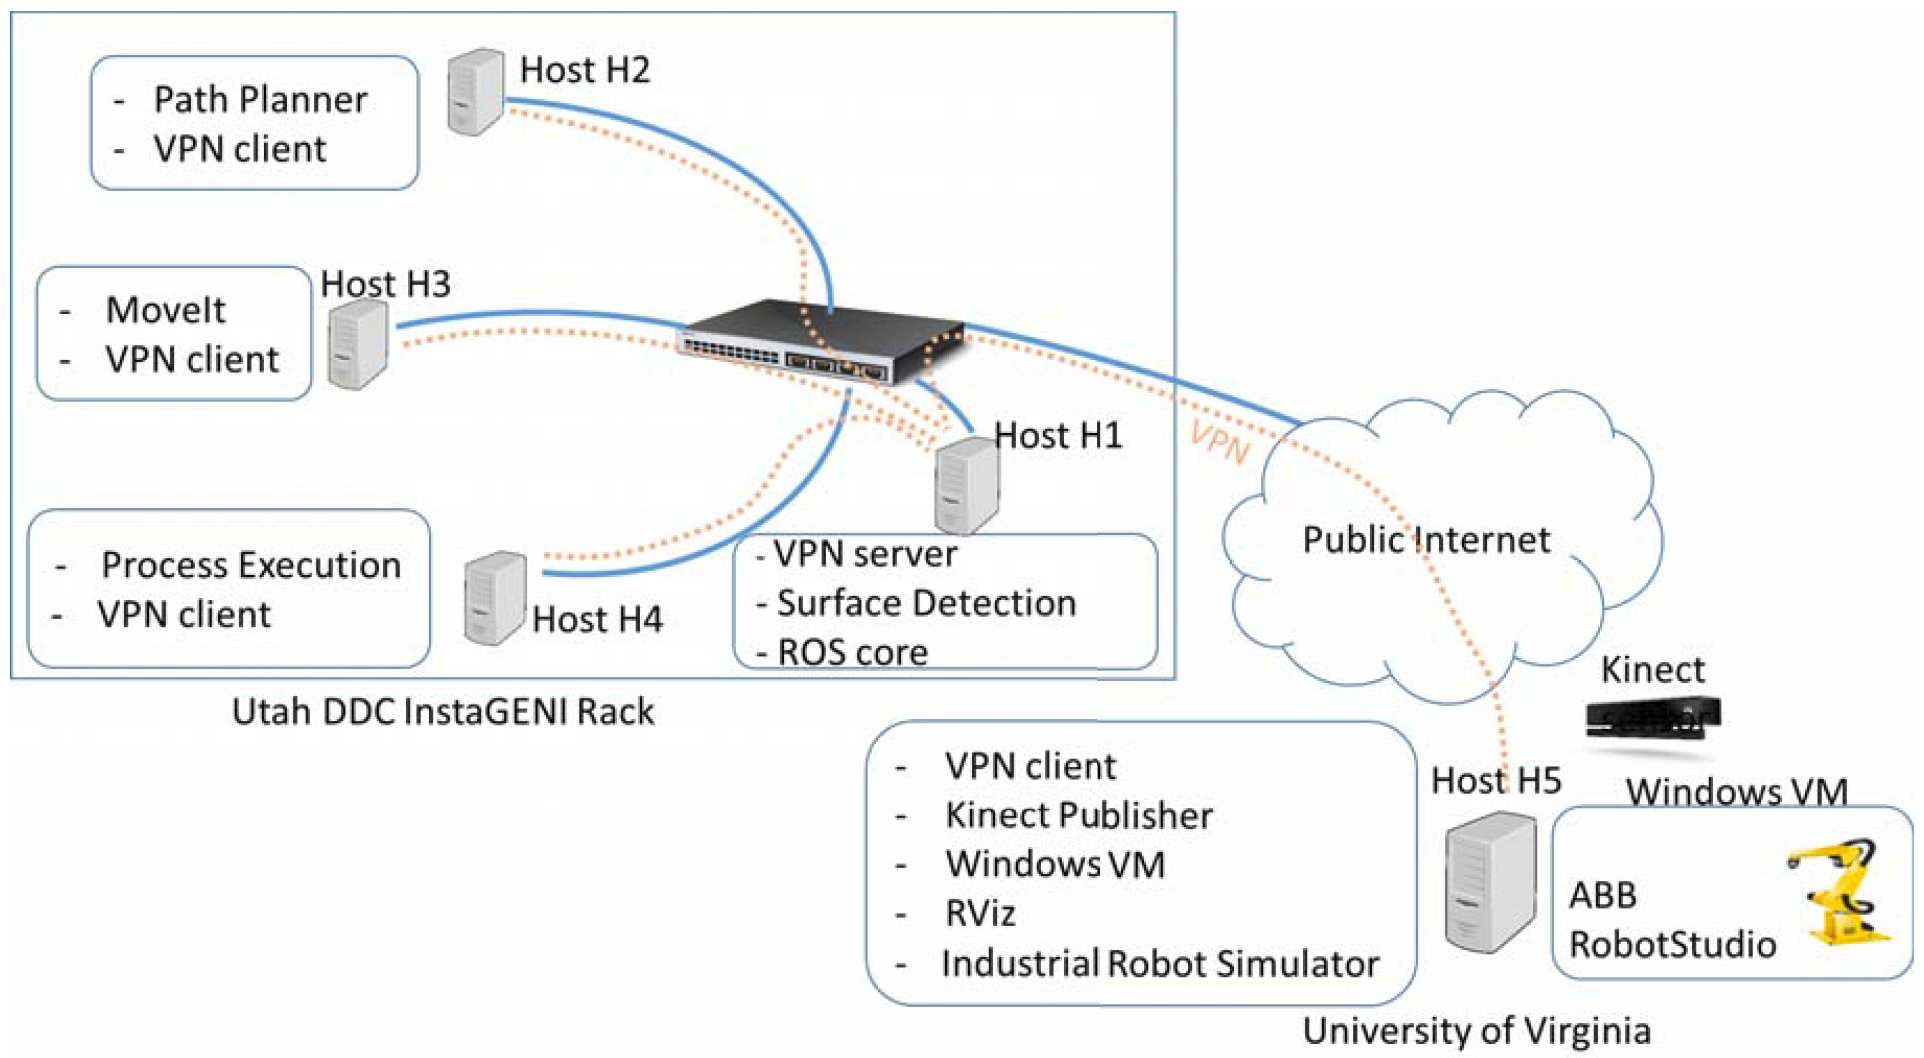 Host H2
- Path Planner
- VPN client
Host H3
- MoveIt
- VPN client
Host H1
- Process Execution
- VPN client
Host H4
- VPN server
- Surface Detection
- ROS core
Utah DDC InstaGENI Rack
VPN
Public Internet
Kinect
sensor
- VPN client
- Kinect Publisher
- Windows VM
- RViz
- Industrial Robot Simulator
Host H5
Windows VM
ABB
RobotStudio
University of Virginia